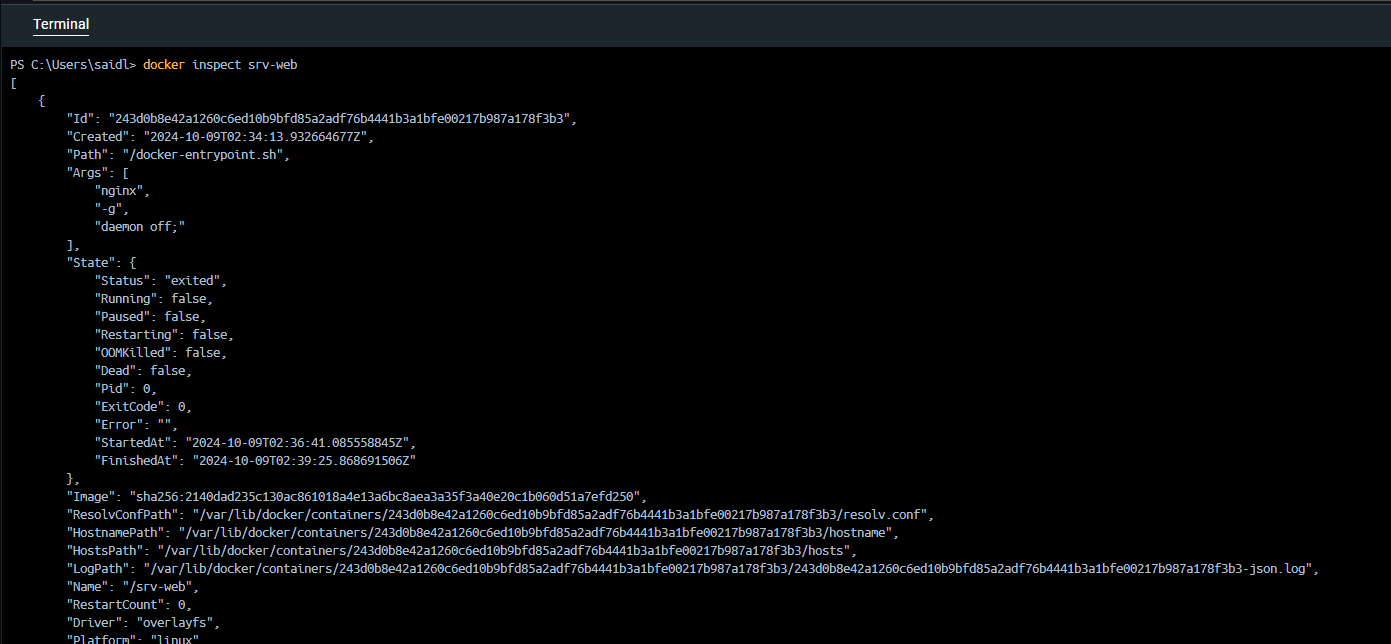 Terminal
PS C:\Users\saidl> docker inspect srv-web
[
    {
        "Id": "243d0b8e42a1260c6ed10b9bfd85a2adf76b4441b3a1bfe00217b987a178f3b3",
        "Created": "2024-10-09T02:34:13.932664677Z",
        "Path": "/docker-entrypoint.sh",
        "Args": [
            "nginx",
            "-g",
            "daemon off;"
        ],
        "State": {
            "Status": "exited",
            "Running": false,
            "Paused": false,
            "Restarting": false,
            "OOMKilled": false,
            "Dead": false,
            "Pid": 0,
            "ExitCode": 0,
            "Error": "",
            "StartedAt": "2024-10-09T02:36:41.085558845Z",
            "FinishedAt": "2024-10-09T02:39:25.868691506Z"
        },
        "Image": "sha256:2140dad235c130ac861018a4e13a6bc8aea3a35f3a40e20c1b060d51a7efd250",
        "ResolvConfPath": "/var/lib/docker/containers/243d0b8e42a1260c6ed10b9bfd85a2adf76b4441b3a1bfe00217b987a178f3b3/resolv.conf",
        "HostnamePath": "/var/lib/docker/containers/243d0b8e42a1260c6ed10b9bfd85a2adf76b4441b3a1bfe00217b987a178f3b3/hostname",
        "HostsPath": "/var/lib/docker/containers/243d0b8e42a1260c6ed10b9bfd85a2adf76b4441b3a1bfe00217b987a178f3b3/hosts",
        "LogPath": "/var/lib/docker/containers/243d0b8e42a1260c6ed10b9bfd85a2adf76b4441b3a1bfe00217b987a178f3b3/243d0b8e42a1260c6ed10b9bfd85a2adf76b4441b3a1bfe00217b987a178f3b3-json.log",
        "Name": "/srv-web",
        "RestartCount": 0,
        "Driver": "overlayfs",
        "Platform": "linux"